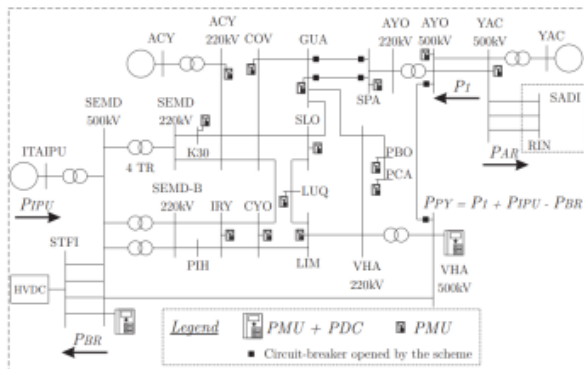 ACY
ACY
220kV
COV
GUA
AYO
220kV
AYO
500kV
YAC
500kV
YAC
SEMD
500kV
SEMD
220kV
SPA
P_I
SADI
SLO
K30
ITAIPU
4 TR
PBO
PCA
RIN
P_AR
SEMD-B
220kV
IRY
CYO
LUQ
P_IPU
P_PY = P_I + P_IPU - P_BR
STFI
PIH
LIM
VHA
220kV
VHA
500kV
HVDC
P_BR
Legend
PMU + PDC
PMU
Circuit-breaker opened by the scheme